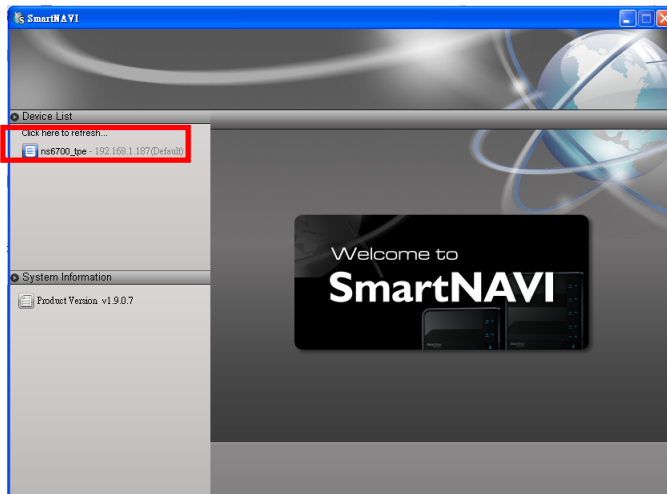 SmartNAVI
Device List
Click here to refresh...
ns6700_tpe - 192.168.1.187(Default)
System Information
Product Version v1.9.0.7
Welcome to
SmartNAVI